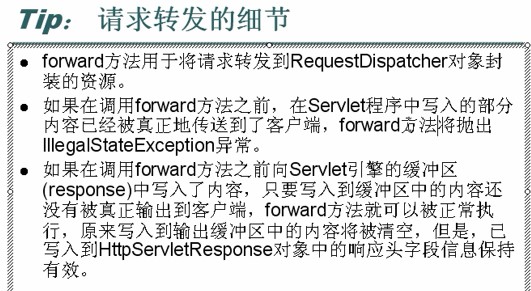 Tip： 请求转发的细节
forward方法用于将请求转发到RequestDispatcher对象封
装的资源。
如果在调用forward方法之前，在Servlet程序中写入的部分
内容已经被真正地传送到了客户端，forward方法将抛出
IllegalStateException异常。
如果在调用forward方法之前向Servlet引擎的缓冲区
(response)中写入了内容，只要写入到缓冲区中的内容还
没有被真正输出到客户端，forward方法就可以被正常执
行，原来写入到输出缓冲区中的内容将被清空，但是，已
写入到HttpServletResponse对象中的响应头字段信息保持
有效。